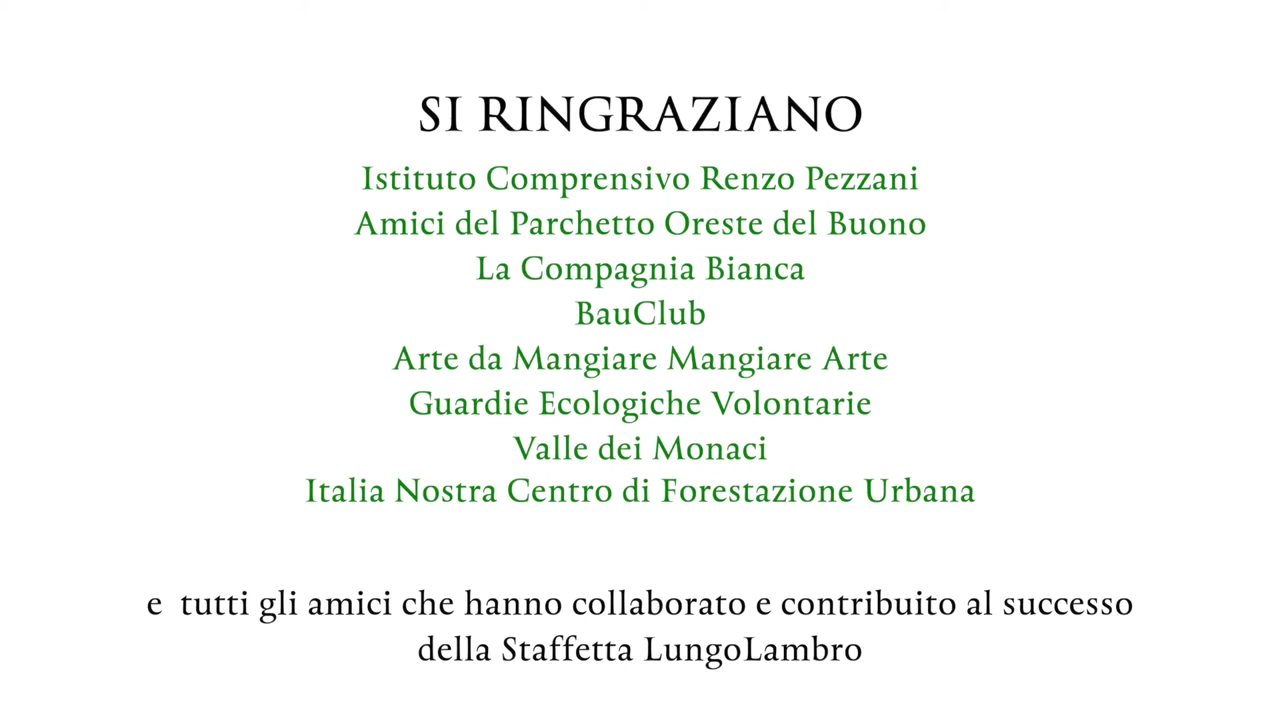 SI RINGRAZIANO
Istituto Comprensivo Renzo Pezzani
Amici del Parchetto Oreste del Buono
La Compagnia Bianca
BauClub
Arte da Mangiare Mangiare Arte
Guardie Ecologiche Volontarie
Valle dei Monaci
Italia Nostra Centro di Forestazione Urbana
e tutti gli amici che hanno collaborato e contribuito al successo
della Staffetta LungoLambro